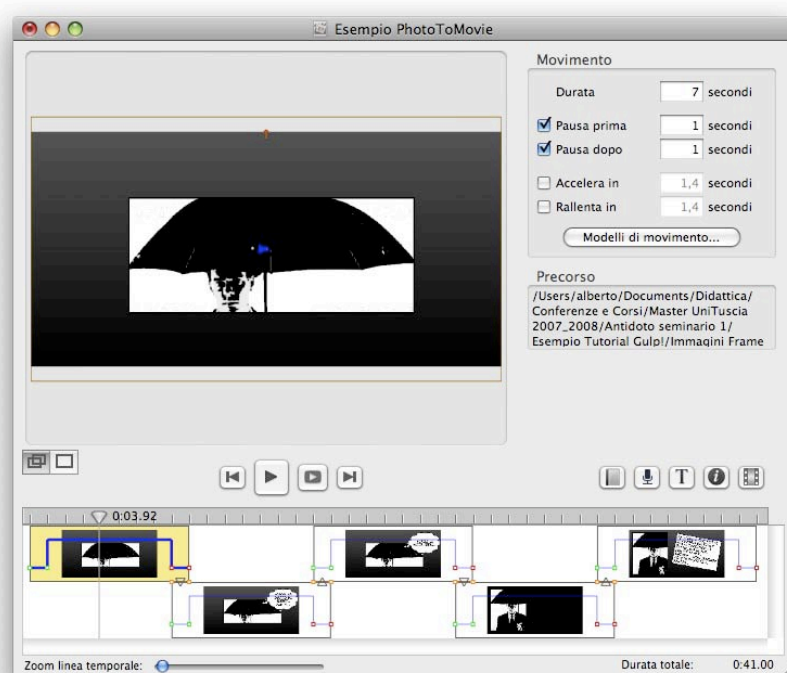 Esempio PhotoToMovie
Movimento
Durata 7 secondi
Pausa prima 1 secondi
Pausa dopo 1 secondi
Accelera in 1,4 secondi
Rallenta in 1,4 secondi
Modelli di movimento...
Precorso
/Users/alberto/Documents/Didattica/
Conferenze e Corsi/Master UniTuscia
2007_2008/Antidoto seminario 1/
Esempio Tutorial Gulp!/Immagini Frame
T
0:03.92
Zoom linea temporale:
Durata totale: 0:41.00